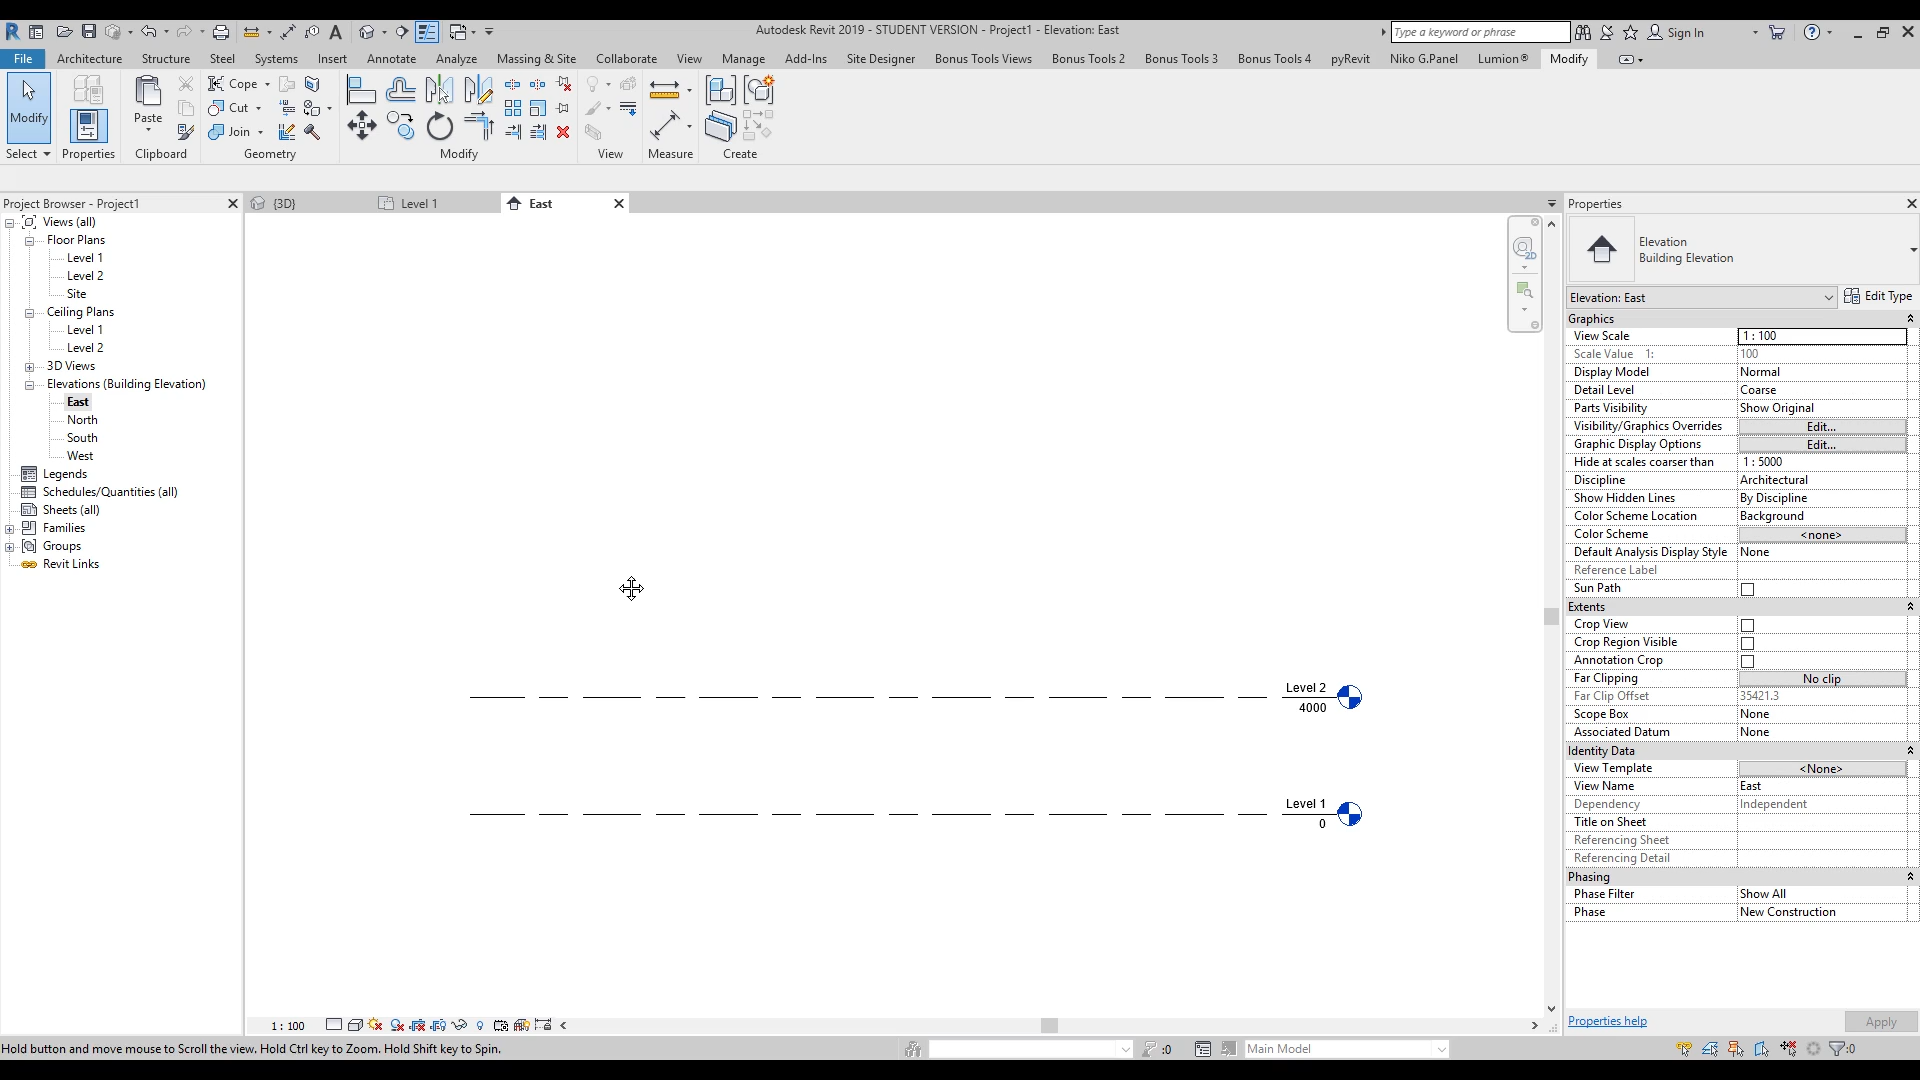 Autodesk Revit 2019 - STUDENT VERSION - Project1 - Elevation: East
Type a keyword or phrase
Sign In
File Architecture Structure Steel Systems Insert Annotate Analyze Massing & Site Collaborate View Manage Add-Ins Site Designer Bonus Tools Views Bonus Tools 2 Bonus Tools 3 Bonus Tools 4 pyRevit Niko G.Panel Lumion® Modify
Modify
Paste
Cope
Cut
Join
Select Properties Clipboard Geometry Modify View Measure Create
Project Browser - Project1
Views (all)
Floor Plans
Level 1
Level 2
Site
Ceiling Plans
Level 1
Level 2
3D Views
Elevations (Building Elevation)
East
North
South
West
Legends
Schedules/Quantities (all)
Sheets (all)
Families
Groups
Revit Links
{3D} Level 1 East
2D
Level 2
4000
Level 1
0
1 : 100
Properties
Elevation
Building Elevation
Elevation: East
Edit Type
Graphics
View Scale 1 : 100
Scale Value 1: 100
Display Model Normal
Detail Level Coarse
Parts Visibility Show Original
Visibility/Graphics Overrides Edit...
Graphic Display Options Edit...
Hide at scales coarser than 1 : 5000
Discipline Architectural
Show Hidden Lines By Discipline
Color Scheme Location Background
Color Scheme <none>
Default Analysis Display Style None
Reference Label
Sun Path
Extents
Crop View
Crop Region Visible
Annotation Crop
Far Clipping No clip
Far Clip Offset 35421.3
Scope Box None
Associated Datum None
Identity Data
View Template <None>
View Name East
Dependency Independent
Title on Sheet
Referencing Sheet
Referencing Detail
Phasing
Phase Filter Show All
Phase New Construction
Properties help
Apply
Hold button and move mouse to Scroll the view. Hold Ctrl key to Zoom. Hold Shift key to Spin.
:0
Main Model
:0